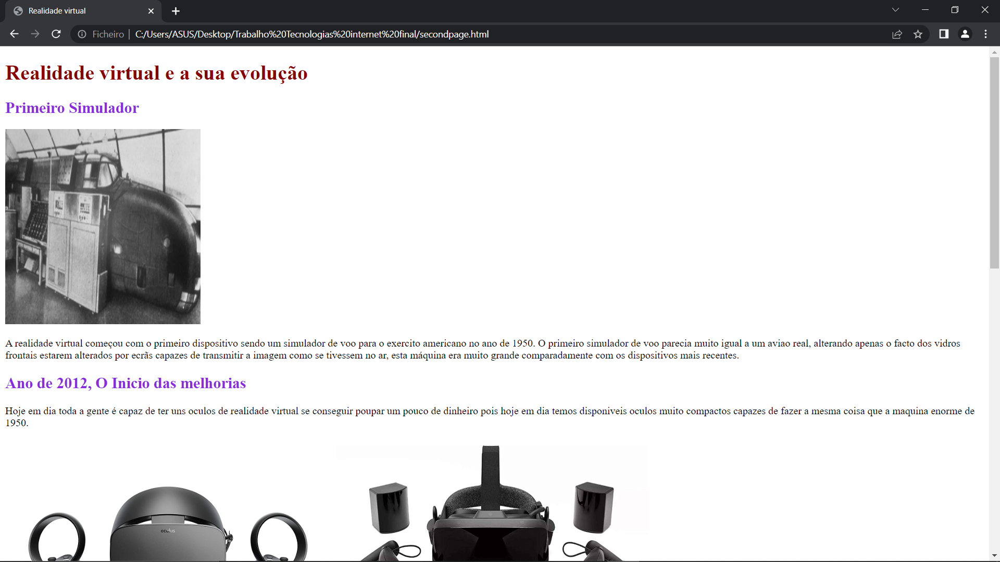 Realidade virtual
Ficheiro | C:/Users/ASUS/Desktop/Trabalho%20Tecnologias%20internet%20final/secondpage.html
Realidade virtual e a sua evolução
Primeiro Simulador
A realidade virtual começou com o primeiro dispositivo sendo um simulador de voo para o exercito americano no ano de 1950. O primeiro simulador de voo parecia muito igual a um aviao real, alterando apenas o facto dos vidros
frontais estarem alterados por ecrãs capazes de transmitir a imagem como se tivessem no ar, esta máquina era muito grande comparadamente com os dispositivos mais recentes.
Ano de 2012, O Inicio das melhorias
Hoje em dia toda a gente é capaz de ter uns oculos de realidade virtual se conseguir poupar um pouco de dinheiro pois hoje em dia temos disponiveis oculos muito compactos capazes de fazer a mesma coisa que a maquina enorme de
1950.
oculus